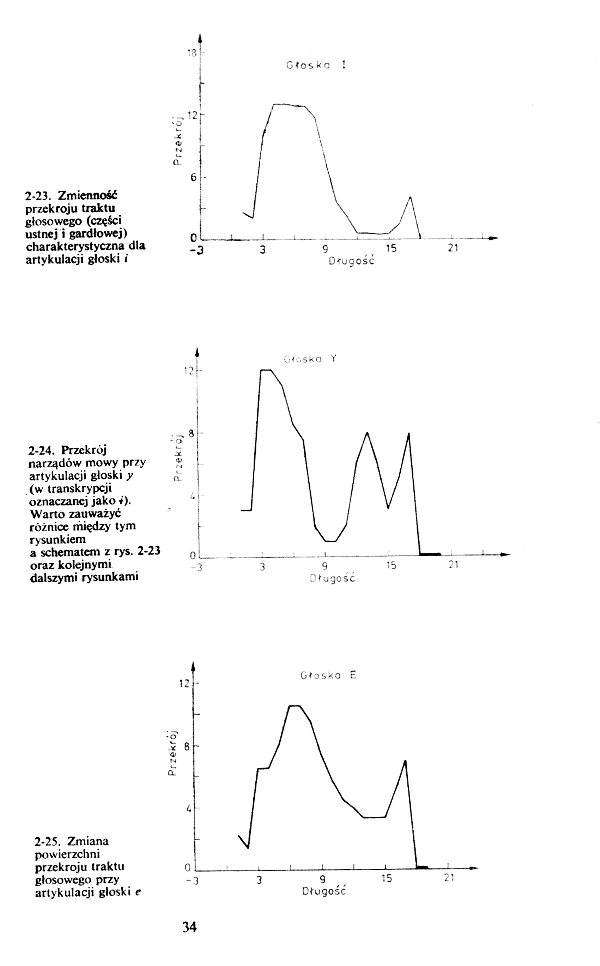 18
Głoska I
12
Przekrój
6
0
-3 3 9 15 21
Długość
2-23. Zmienność
przekroju traktu
głosowego (części
ustnej i gardłowej)
charakterystyczna dla
artykulacji głoski i
Głoska Y
12
8
Przekrój
4
0
-3 3 9 15 21
Długość
2-24. Przekrój
narządów mowy przy
artykulacji głoski y
(w transkrypcji
oznaczanej jako ɨ).
Warto zauważyć
różnice między tym
rysunkiem
a schematem z rys. 2-23
oraz kolejnymi
dalszymi rysunkami
Głoska E
12
8
Przekrój
4
0
-3 3 9 15 21
Długość
2-25. Zmiana
powierzchni
przekroju traktu
głosowego przy
artykulacji głoski e
34